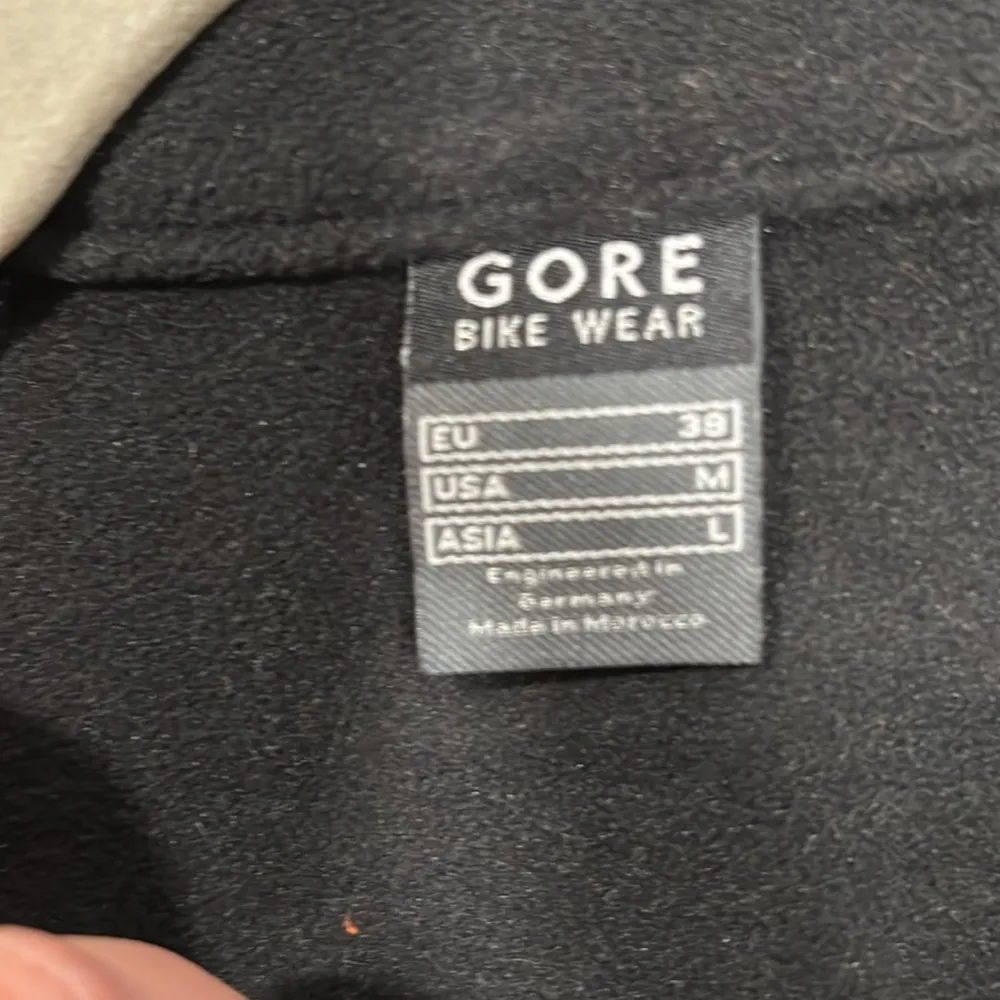 GORE
BIKE WEAR
EU 38
USA M
ASIA L
Engineered in
Germany
Made in Morocco